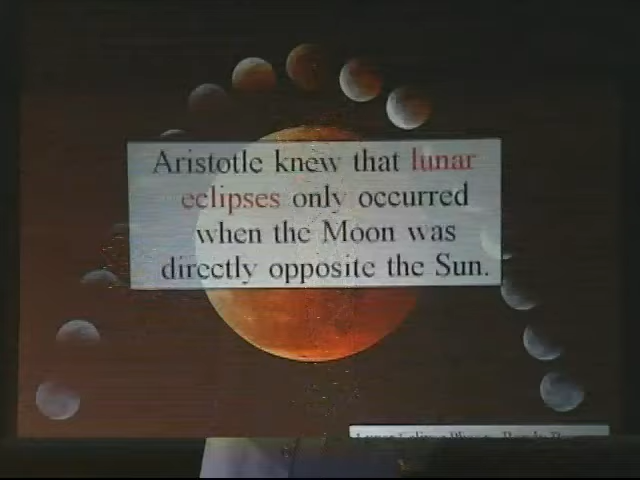 Aristotle knew that lunar
eclipses only occurred
when the Moon was
directly opposite the Sun.